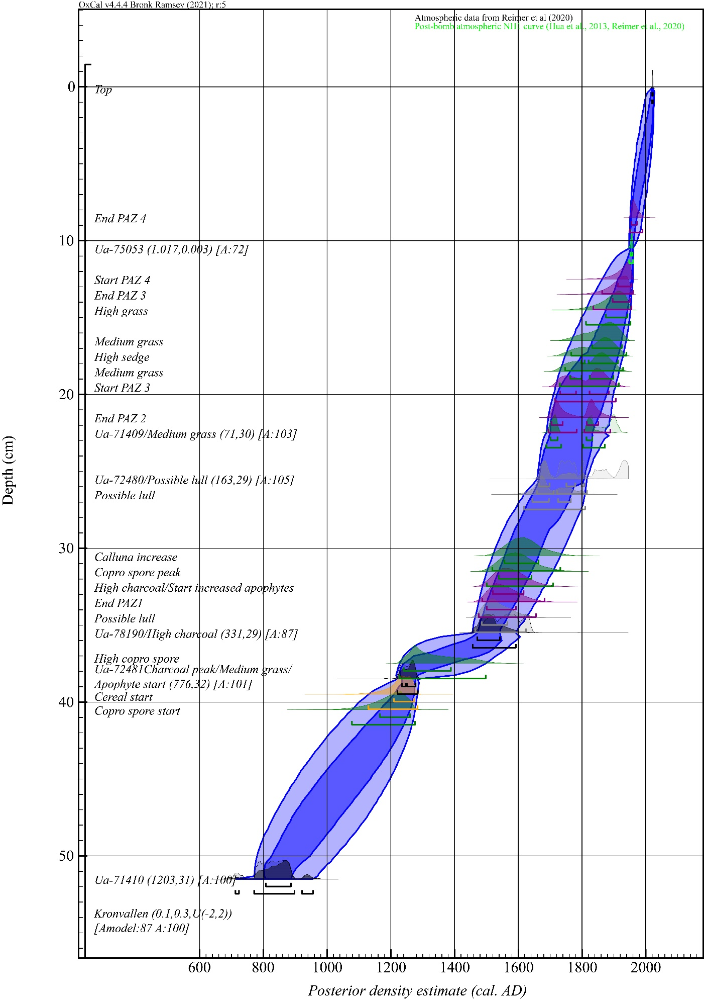 OxCal v4.4.4 Bronk Ramsey (2021); r:5
Atmospheric data from Reimer et al (2020)
Post-bomb atmospheric NH1 curve (Hua et al., 2013, Reimer et al., 2020)
0
Top
End PAZ 4
10
Ua-75053 (1.017,0.003) [A:72]
Start PAZ 4
End PAZ 3
High grass
Medium grass
High sedge
Medium grass
Start PAZ 3
20
End PAZ 2
Ua-71409/Medium grass (71,30) [A:103]
Depth (cm)
Ua-72480/Possible lull (163,29) [A:105]
Possible lull
30
Calluna increase
Copro spore peak
High charcoal/Start increased apophytes
End PAZ1
Possible lull
Ua-78190/High charcoal (331,29) [A:87]
High copro spore
Ua-72481Charcoal peak/Medium grass/
Apophyte start (776,32) [A:101]
Cereal start
40
Copro spore start
50
Ua-71410 (1203,31) [A:100]
Kronvallen (0.1,0.3,U(-2,2))
[Amodel:87 A:100]
600 800 1000 1200 1400 1600 1800 2000
Posterior density estimate (cal. AD)